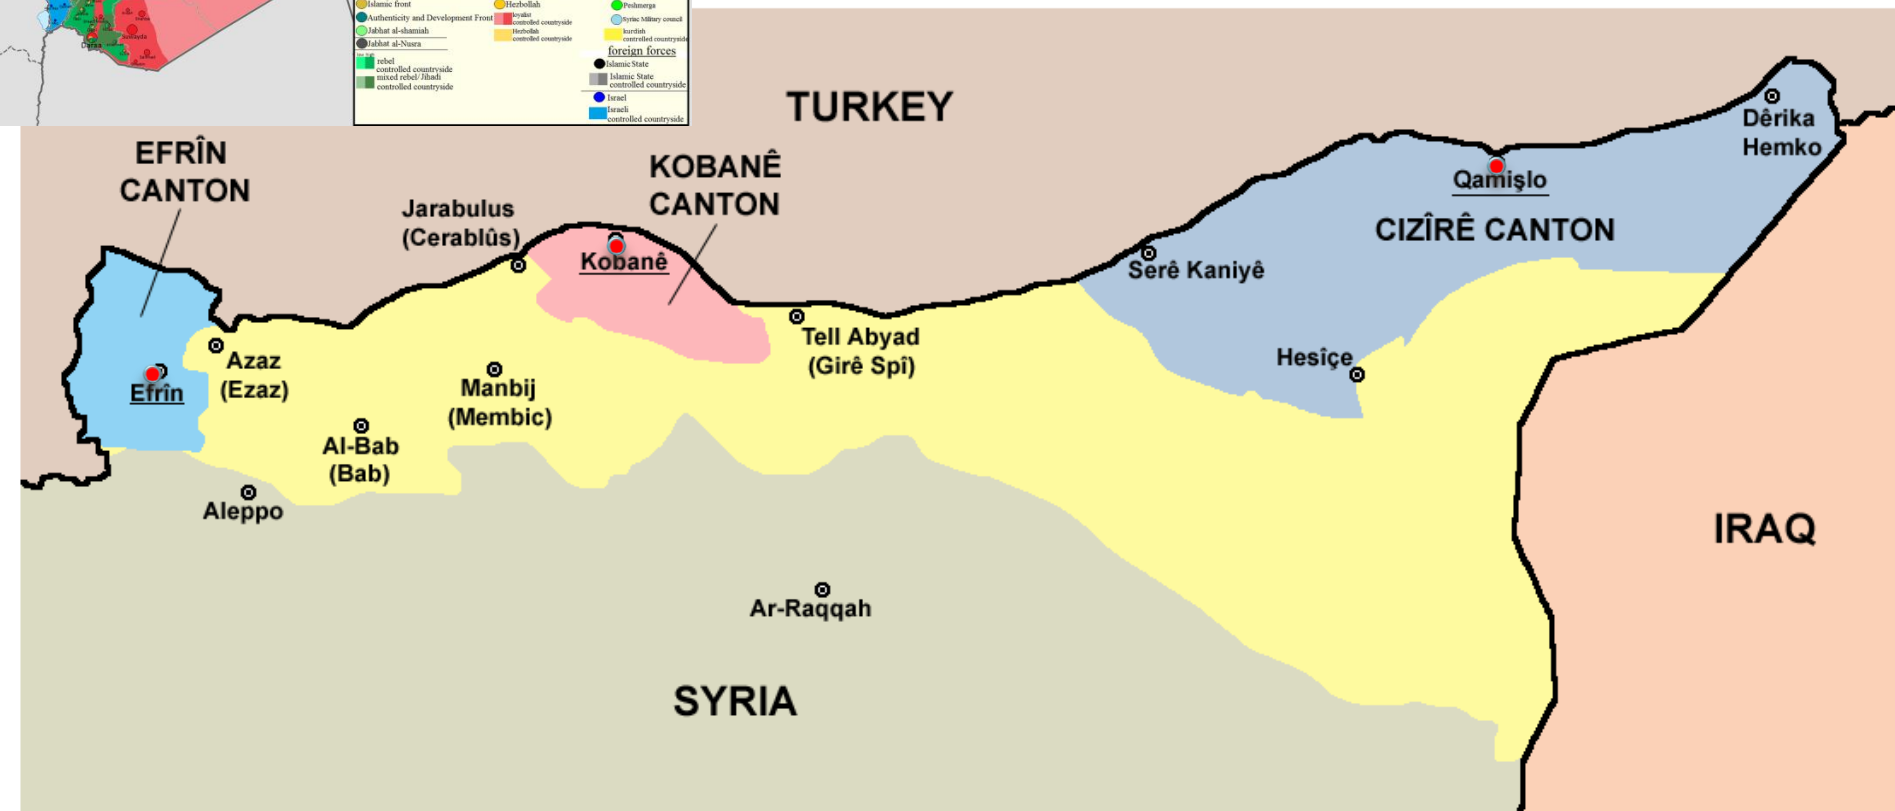 Islamic front
Authenticity and Development Front
Jabhat al-shamiah
Jabhat al-Nusra
rebel
controlled countryside
mixed rebel/Jihadi
controlled countryside
Hezbollah
loyalist
controlled countryside
Hezbollah
controlled countryside
Peshmerga
Syriac Military council
kurdish
controlled countryside
foreign forces
Islamic State
Islamic State
controlled countryside
Israel
Israeli
controlled countryside
TURKEY
EFRÎN
CANTON
KOBANÊ
CANTON
Jarabulus
(Cerablûs)
Kobanê
Dêrika
Hemko
Qamişlo
CIZÎRÊ CANTON
Serê Kaniyê
Tell Abyad
(Girê Spî)
Azaz
(Ezaz)
Efrîn
Manbij
(Membic)
Hesîçe
Al-Bab
(Bab)
Aleppo
Ar-Raqqah
IRAQ
SYRIA